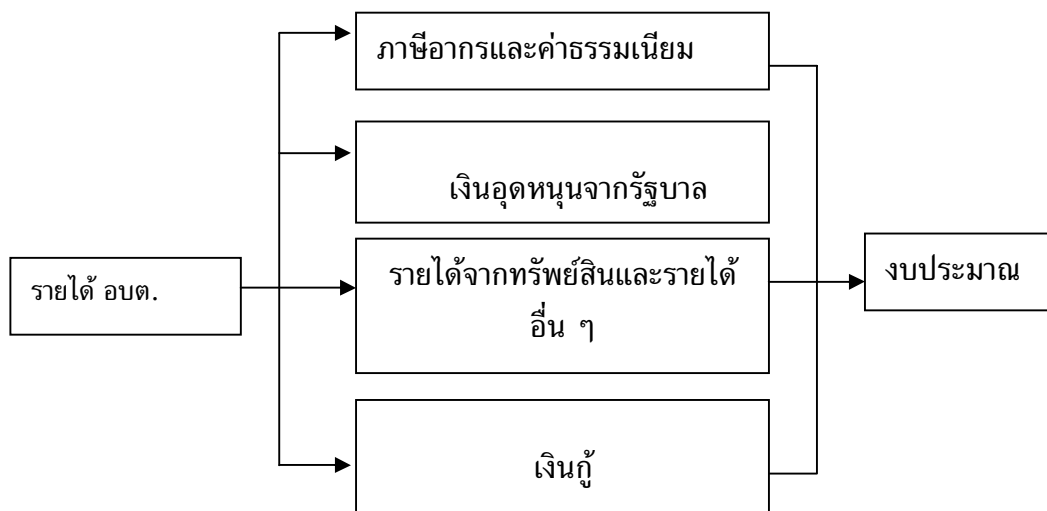 ภาษีอากรและค่าธรรมเนียม
เงินอุดหนุนจากรัฐบาล
รายได้ อบต.
รายได้จากทรัพย์สินและรายได้
อื่น ๆ
งบประมาณ
เงินกู้